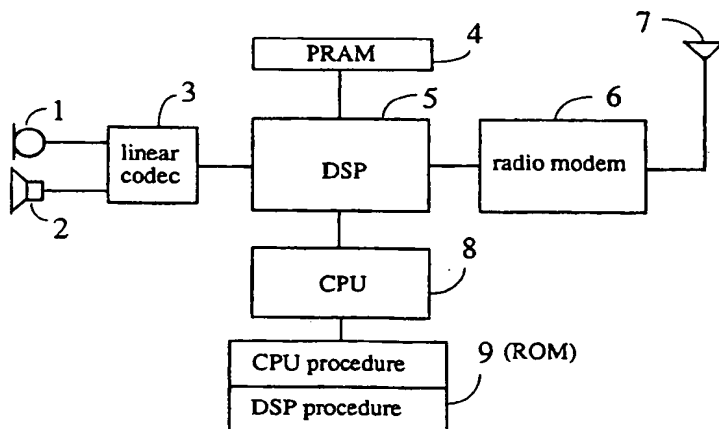 PRAM
4
7
1
3
5
6
linear
codec
DSP
radio modem
2
CPU
8
CPU procedure
9 (ROM)
DSP procedure